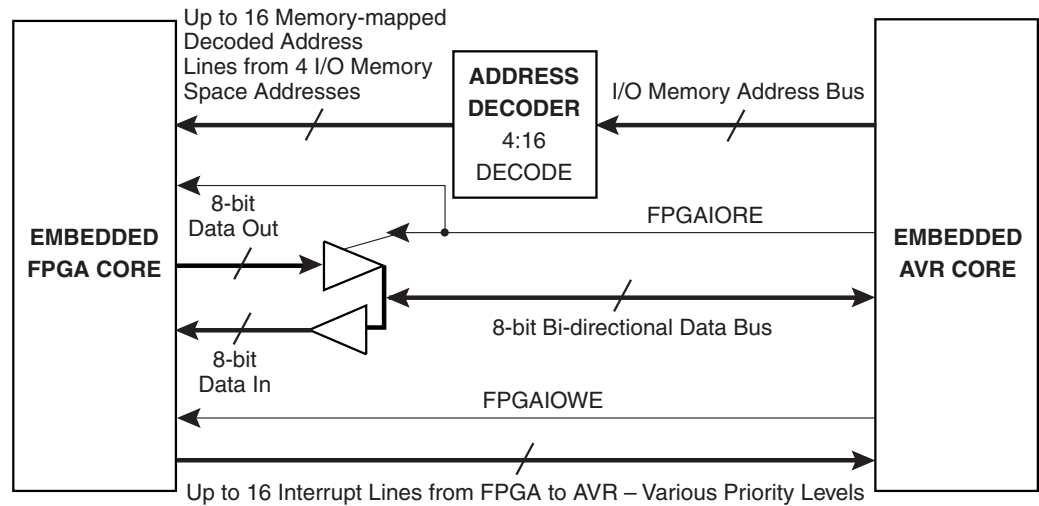 Up to 16 Memory-mapped
Decoded Address
Lines from 4 I/O Memory
Space Addresses
ADDRESS
DECODER
4:16
DECODE
I/O Memory Address Bus
8-bit
Data Out
FPGAIORE
EMBEDDED
FPGA CORE
EMBEDDED
AVR CORE
8-bit Bi-directional Data Bus
8-bit
Data In
FPGAIOWE
Up to 16 Interrupt Lines from FPGA to AVR – Various Priority Levels